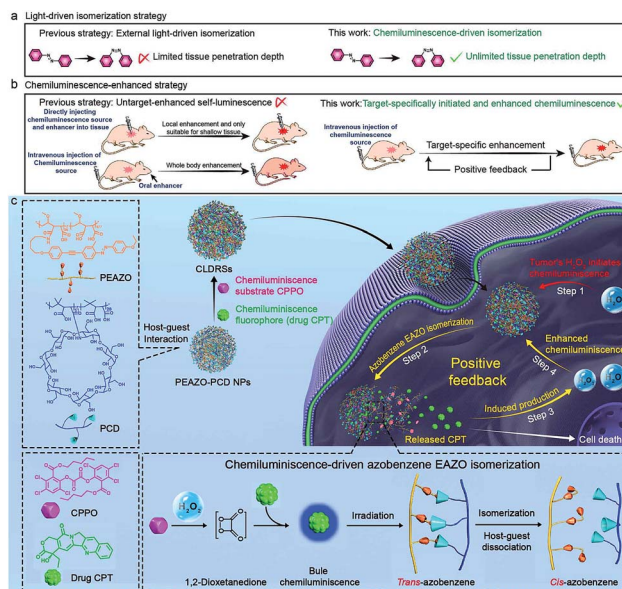 a Light-driven isomerization strategy
Previous strategy: External light-driven isomerization
N=N
Limited tissue penetration depth
This work: Chemiluminescence-driven isomerization
Unlimited tissue penetration depth
b Chemiluminescence-enhanced strategy
Previous strategy: Untarget-enhanced self-luminescence
Directly injecting
chemiluminescence source
and enhancer into tissue
Local enhancement and only
suitable for shallow tissue
Intravenous injection of
Chemiluminescence
source
Whole body enhancement
Oral enhancer
This work:Target-specifically initiated and enhanced chemiluminescence
Intravenous injection of
chemiluminescence
source
Target-specific enhancement
Positive feedback
c
PEAZO
Host-guest
Interaction
PCD
CLDRSs
Chemiluminiscence
substrate CPPO
Chemiluminiscence
fluorophore (drug CPT)
PEAZO-PCD NPs
Tumor's H2O2 initiates
chemiluminescence
Step 1
H2O2
Azobenzene EAZO isomerization
Step 2
Positive
feedback
Enhanced
chemiluminescence
Step 4
Induced production
Step 3
Released CPT
Cell death
CPPO
Drug CPT
Chemiluminiscence-driven azobenzene EAZO isomerization
H2O2
1,2-Dioxetanedione
Bule
chemiluminiscence
Irradiation
Trans-azobenzene
Isomerization
Host-guest
dissociation
Cis-azobenzene